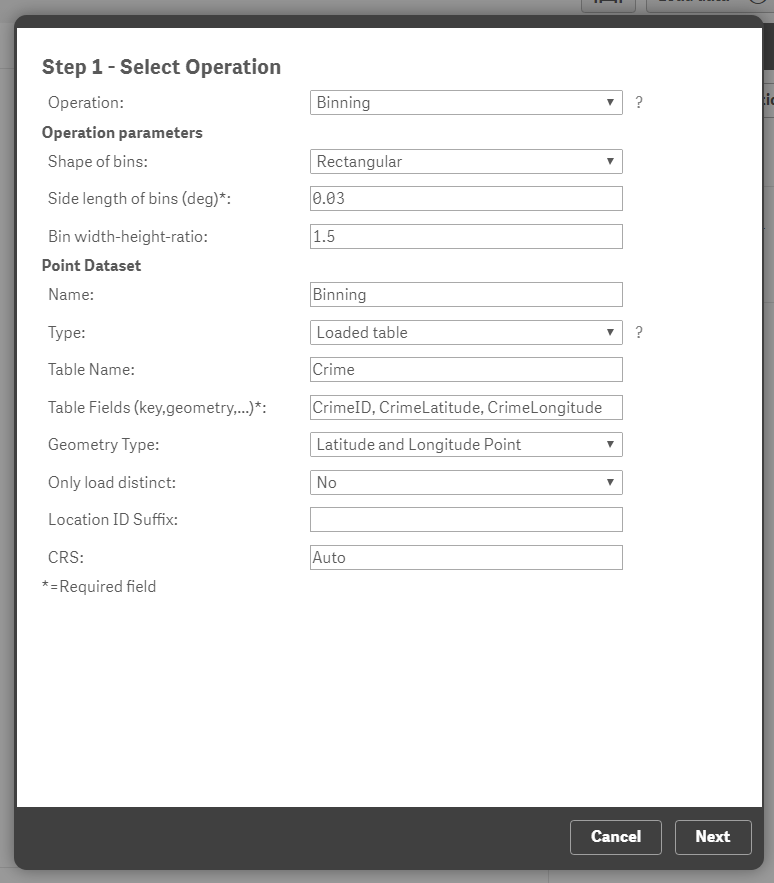 Step 1 - Select Operation
Operation: Binning ?
Operation parameters
Shape of bins: Rectangular
Side length of bins (deg)*: 0.03
Bin width-height-ratio: 1.5
Point Dataset
Name: Binning
Type: Loaded table ?
Table Name: Crime
Table Fields (key,geometry,...)*: CrimeID, CrimeLatitude, CrimeLongitude
Geometry Type: Latitude and Longitude Point
Only load distinct: No
Location ID Suffix:
CRS: Auto
*=Required field
Cancel Next